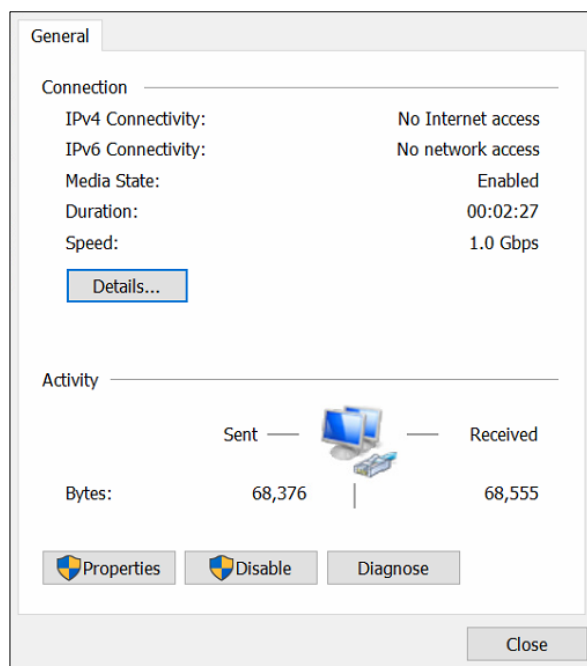 General
Connection
IPv4 Connectivity: No Internet access
IPv6 Connectivity: No network access
Media State: Enabled
Duration: 00:02:27
Speed: 1.0 Gbps
Details...
Activity
Sent Received
Bytes: 68,376 68,555
Properties Disable Diagnose
Close